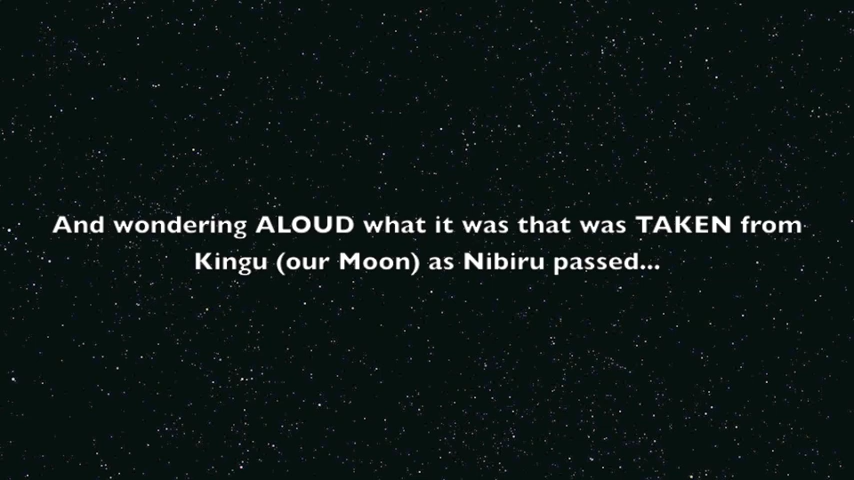 And wondering ALOUD what it was that was TAKEN from
Kingu (our Moon) as Nibiru passed...